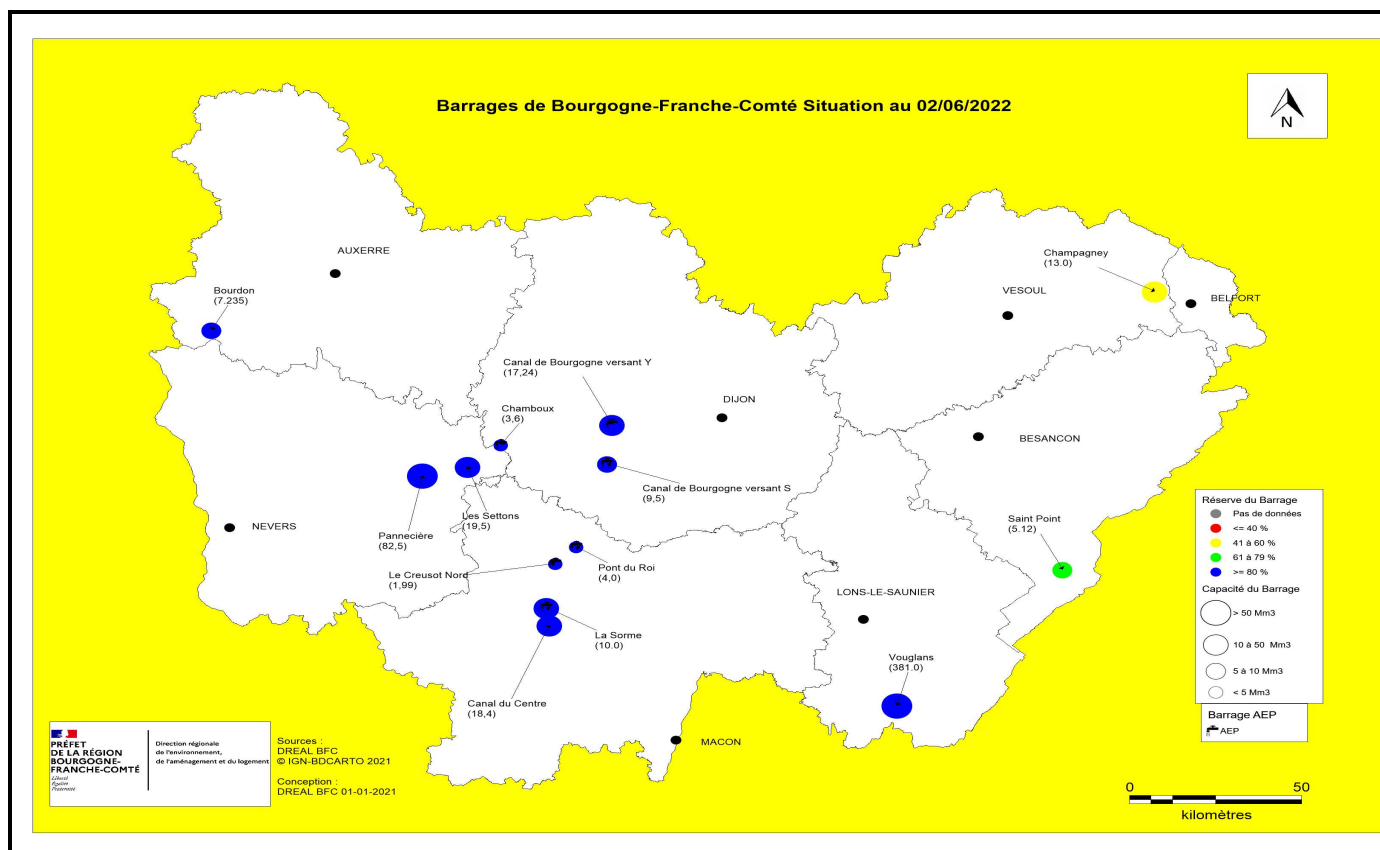 Barrages de Bourgogne-Franche-Comté Situation au 02/06/2022
N
AUXERRE
Bourdon
(7.235)
Champagney
(13.0)
VESOUL
BELFORT
Canal de Bourgogne versant Y
(17,24)
Chamboux
(3,6)
DIJON
BESANCON
Canal de Bourgogne versant S
(9,5)
Les Settons
(19,5)
NEVERS
Pannecière
(82,5)
Saint Point
(5.12)
Le Creusot Nord
(1,99)
Pont du Roi
(4,0)
LONS-LE-SAUNIER
La Sorme
(10.0)
Vouglans
(381.0)
Canal du Centre
(18,4)
MACON
Réserve du Barrage
Pas de données
<= 40 %
41 à 60 %
61 à 79 %
>= 80 %
Capacité du Barrage
> 50 Mm3
10 à 50 Mm3
5 à 10 Mm3
< 5 Mm3
Barrage AEP
AEP
PRÉFET
DE LA RÉGION
BOURGOGNE-
FRANCHE-COMTÉ
Liberté
Égalité
Fraternité
Direction régionale
de l'environnement,
de l'aménagement et du logement
Sources :
DREAL BFC
© IGN-BDCARTO 2021
Conception :
DREAL BFC 01-01-2021
0 50
kilomètres